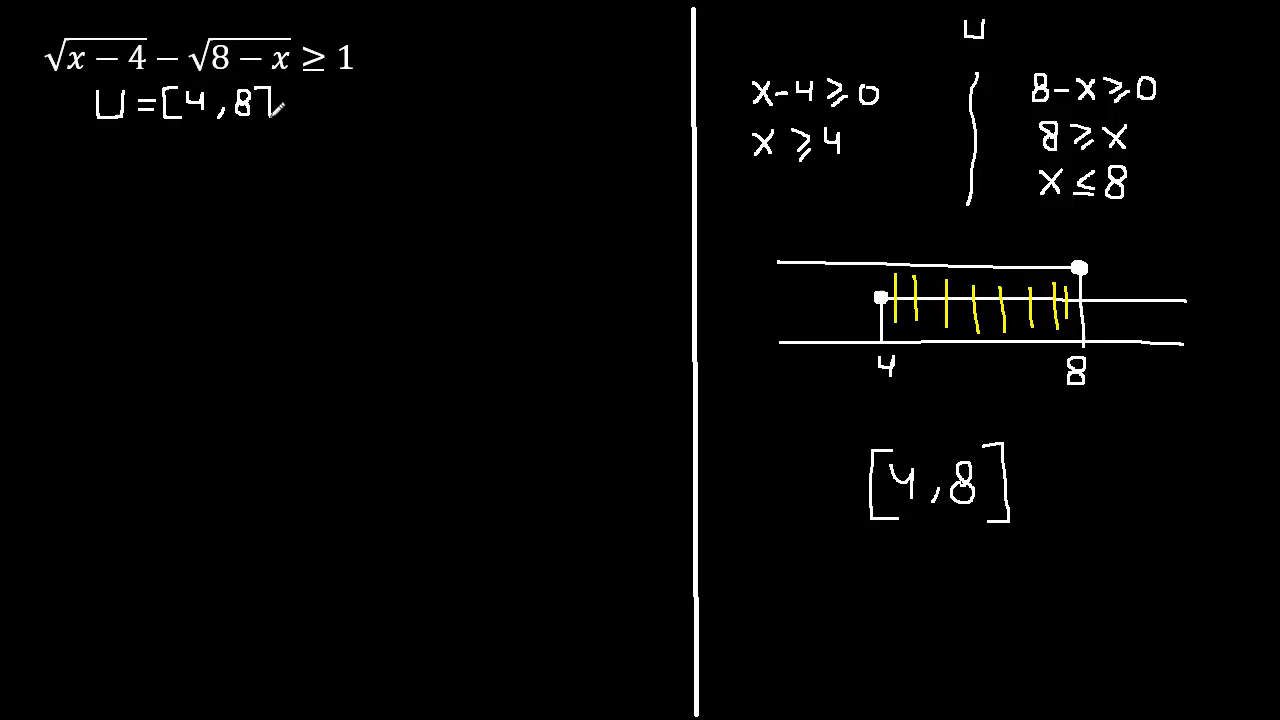 √x − 4 − √8 − x ≥ 1
U = [4, 8]
U
x - 4 ≥ 0
x ≥ 4
8 - x ≥ 0
8 ≥ x
x ≤ 8
4 8
[4, 8]